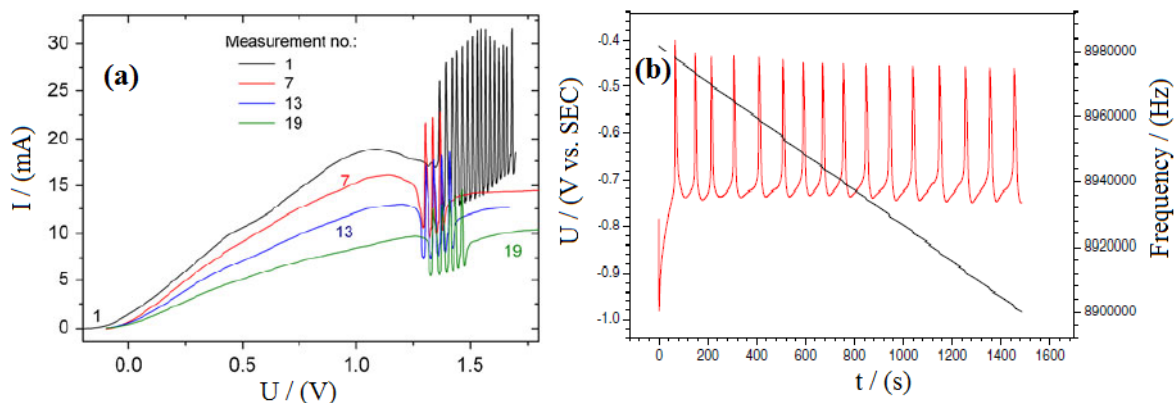 (a)
Measurement no.:
1
7
13
19
I / (mA)
30
25
20
15
10
5
0
1
7
13
19
0.0 0.5 1.0 1.5
U / (V)
(b)
U / (V vs. SEC)
-0.4
-0.5
-0.6
-0.7
-0.8
-0.9
-1.0
0 200 400 600 800 1000 1200 1400 1600
t / (s)
8980000
8960000
8940000
8920000
8900000
Frequency / (Hz)